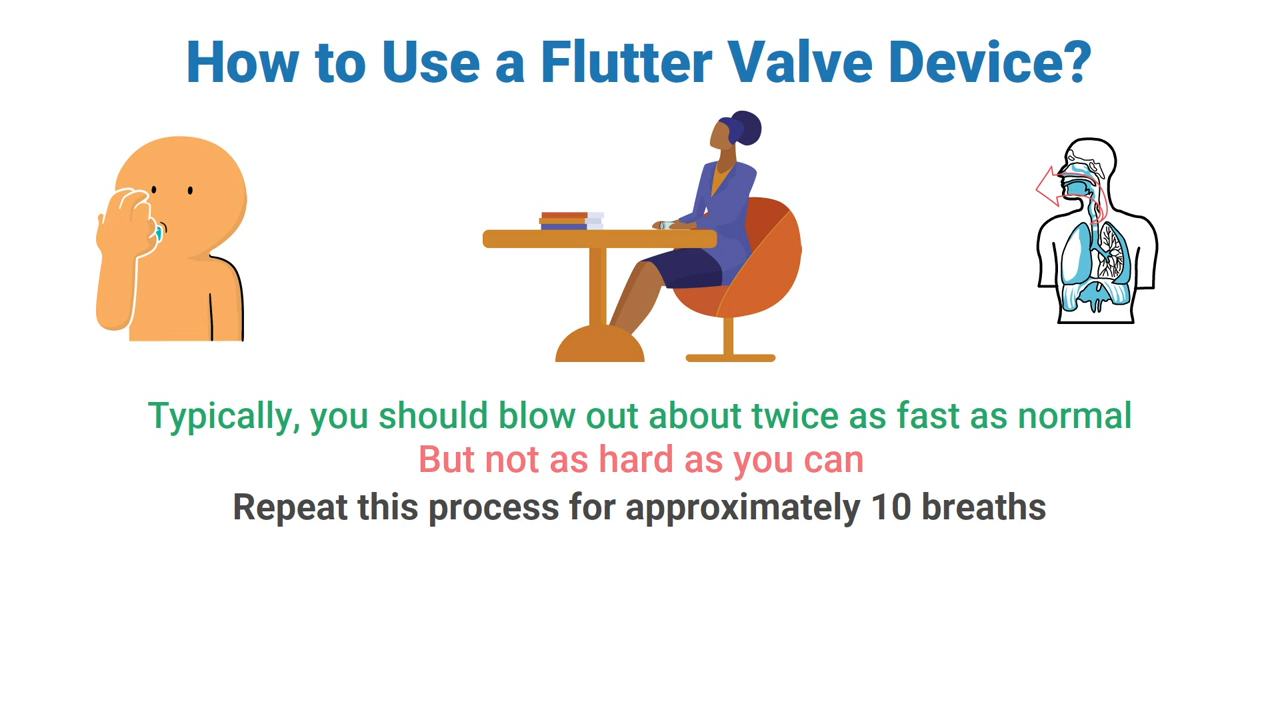 How to Use a Flutter Valve Device?
Typically, you should blow out about twice as fast as normal
But not as hard as you can
Repeat this process for approximately 10 breaths